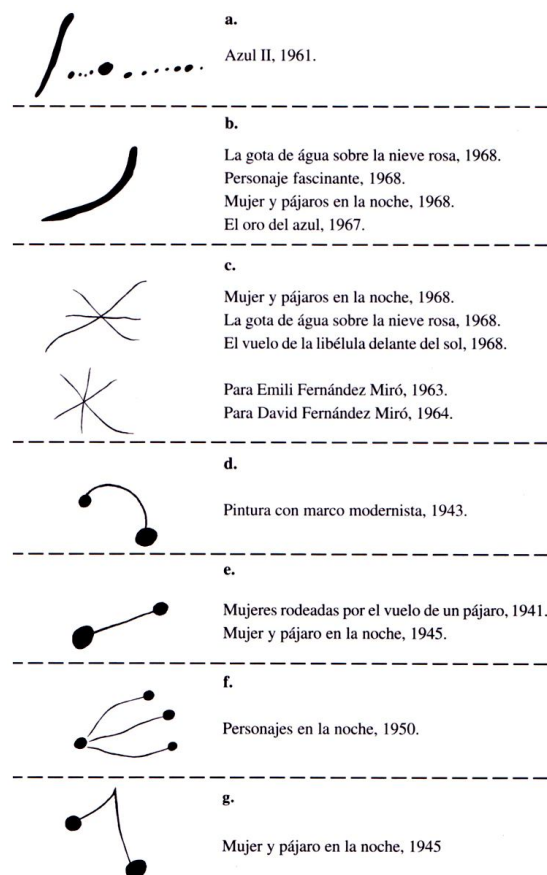 a.
Azul II, 1961.
b.
La gota de água sobre la nieve rosa, 1968.
Personaje fascinante, 1968.
Mujer y pájaros en la noche, 1968.
El oro del azul, 1967.
c.
Mujer y pájaros en la noche, 1968.
La gota de água sobre la nieve rosa, 1968.
El vuelo de la libélula delante del sol, 1968.
Para Emili Fernández Miró, 1963.
Para David Fernández Miró, 1964.
d.
Pintura con marco modernista, 1943.
e.
Mujeres rodeadas por el vuelo de un pájaro, 1941.
Mujer y pájaro en la noche, 1945.
f.
Personajes en la noche, 1950.
g.
Mujer y pájaro en la noche, 1945